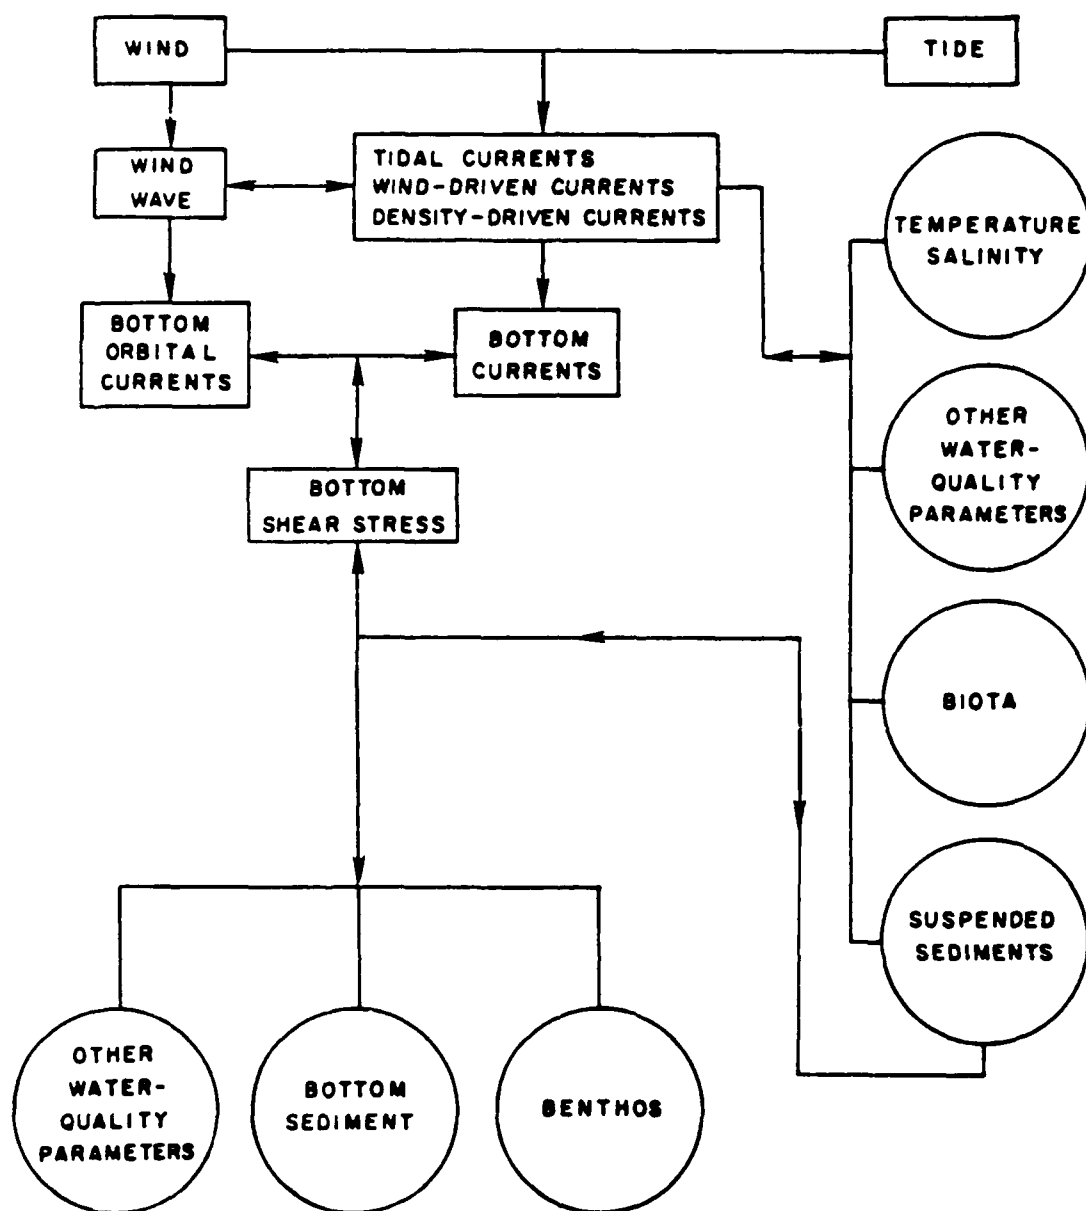 WIND
TIDE
WIND
WAVE
TIDAL CURRENTS
WIND-DRIVEN CURRENTS
DENSITY-DRIVEN CURRENTS
TEMPERATURE
SALINITY
BOTTOM
ORBITAL
CURRENTS
BOTTOM
CURRENTS
OTHER
WATER-
QUALITY
PARAMETERS
BOTTOM
SHEAR STRESS
BIOTA
SUSPENDED
SEDIMENTS
OTHER
WATER-
QUALITY
PARAMETERS
BOTTOM
SEDIMENT
BENTHOS